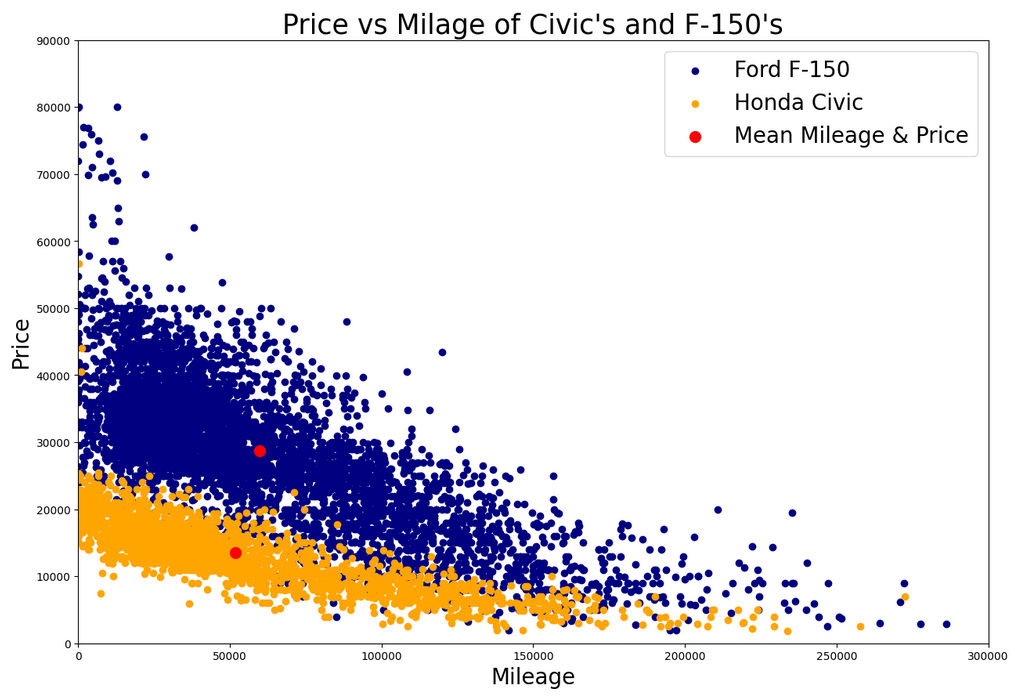 Price vs Milage of Civic's and F-150's
Ford F-150
Honda Civic
Mean Mileage & Price
90000
80000
70000
60000
50000
40000
30000
20000
10000
0
Price
0 50000 100000 150000 200000 250000 300000
Mileage